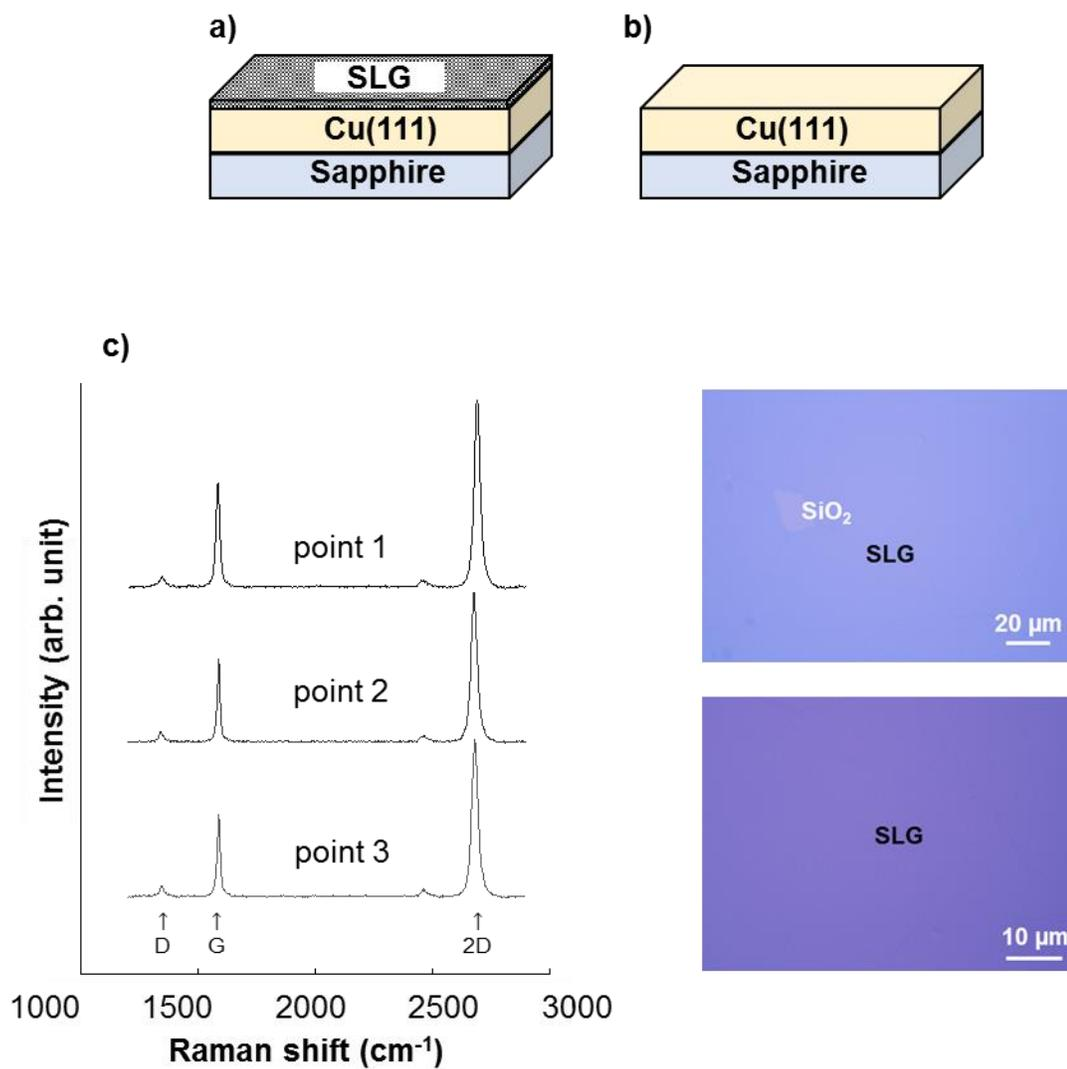 a)
b)
SLG
Cu(111)
Sapphire
Cu(111)
Sapphire
c)
Intensity (arb. unit)
point 1
point 2
point 3
↑ ↑ ↑
D G 2D
1000 1500 2000 2500 3000
Raman shift (cm⁻¹)
SiO₂
SLG
20 µm
SLG
10 µm